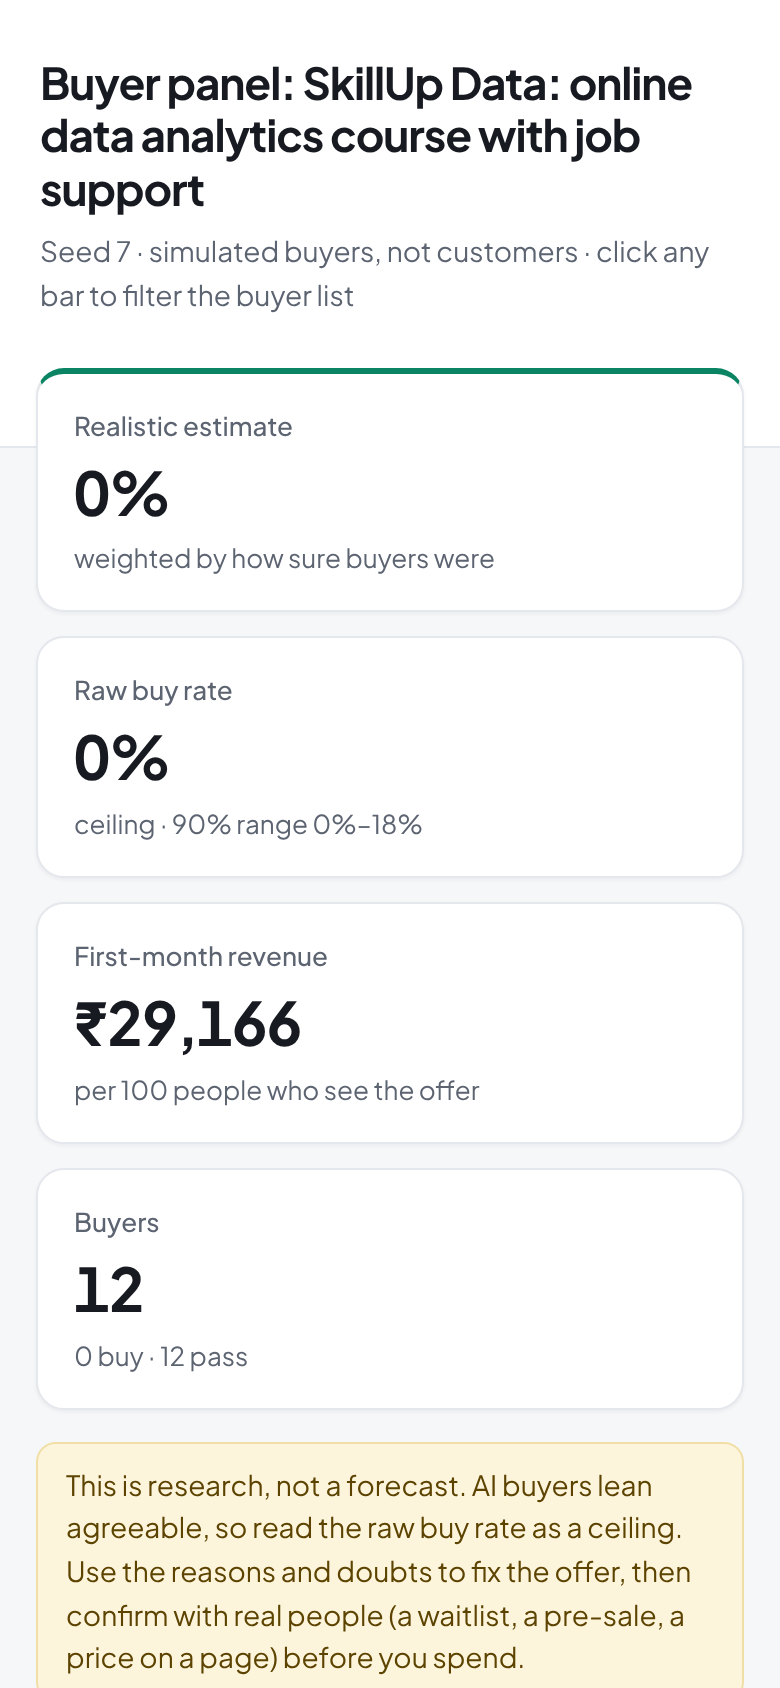 Buyer panel: SkillUp Data: online
data analytics course with job
support
Seed 7 · simulated buyers, not customers · click any
bar to filter the buyer list
Realistic estimate
0%
weighted by how sure buyers were
Raw buy rate
0%
ceiling · 90% range 0%–18%
First-month revenue
₹29,166
per 100 people who see the offer
Buyers
12
0 buy · 12 pass
This is research, not a forecast. AI buyers lean
agreeable, so read the raw buy rate as a ceiling.
Use the reasons and doubts to fix the offer, then
confirm with real people (a waitlist, a pre-sale, a
price on a page) before you spend.